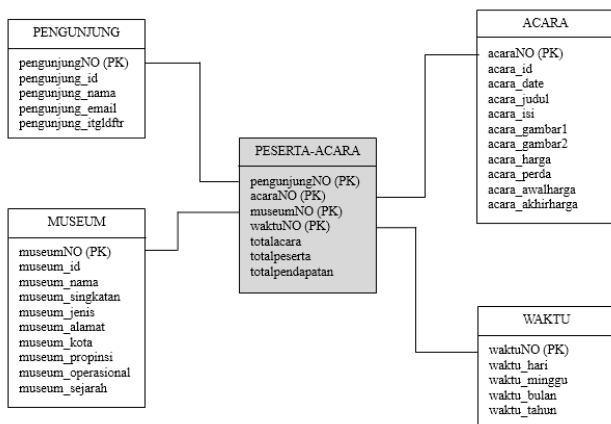 PENGUNJUNG
pengunjungNO (PK)
pengunjung_id
pengunjung_nama
pengunjung_email
pengunjung_itgldftr
ACARA
acaraNO (PK)
acara_id
acara_date
acara_judul
acara_isi
acara_gambar1
acara_gambar2
acara_harga
acara_perda
acara_awalharga
acara_akhirharga
PESERTA-ACARA
pengunjungNO (PK)
acaraNO (PK)
museumNO (PK)
waktuNO (PK)
totalacara
totalpeserta
totalpendapatan
MUSEUM
museumNO (PK)
museum_id
museum_nama
museum_singkatan
museum_jenis
museum_alamat
museum_kota
museum_propinsi
museum_operasional
museum_sejarah
WAKTU
waktuNO (PK)
waktu_hari
waktu_minggu
waktu_bulan
waktu_tahun